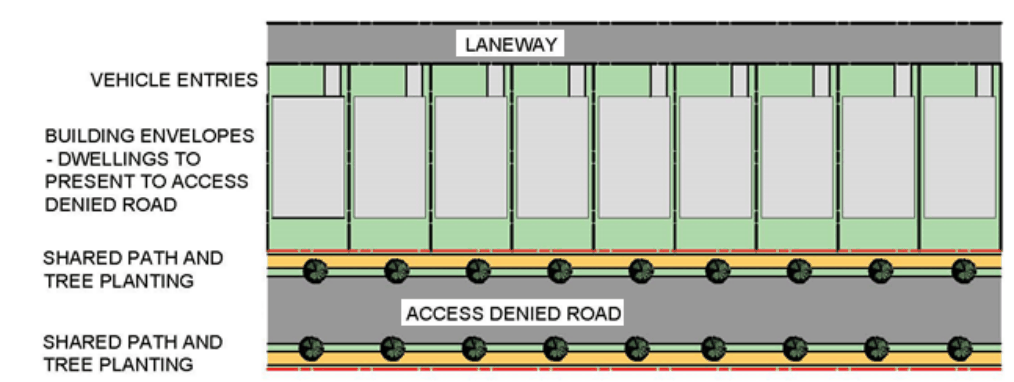 LANEWAY
VEHICLE ENTRIES
BUILDING ENVELOPES
- DWELLINGS TO
PRESENT TO ACCESS
DENIED ROAD
SHARED PATH AND
TREE PLANTING
ACCESS DENIED ROAD
SHARED PATH AND
TREE PLANTING